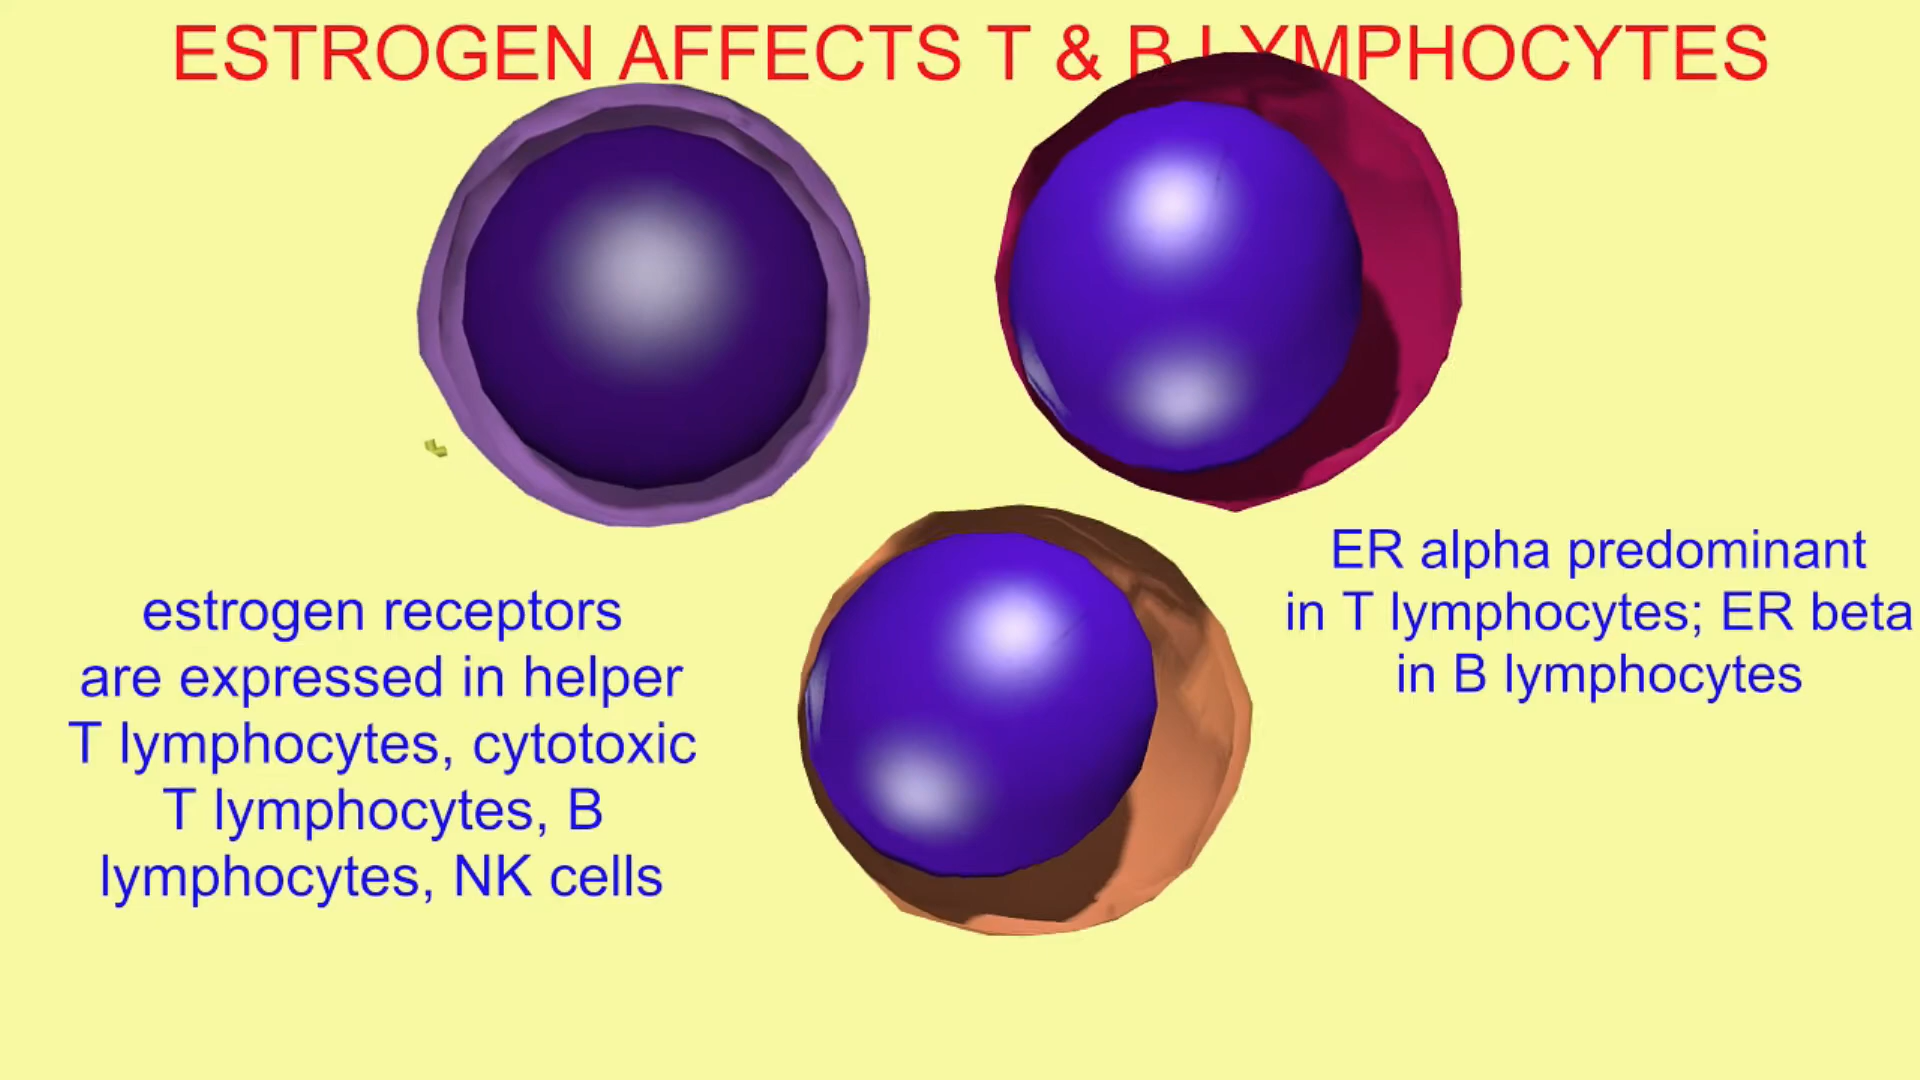 ESTROGEN AFFECTS T & B LYMPHOCYTES
estrogen receptors
are expressed in helper
T lymphocytes, cytotoxic
T lymphocytes, B
lymphocytes, NK cells
ER alpha predominant
in T lymphocytes; ER beta
in B lymphocytes